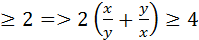 ≥ 2 => 2 (x/y + y/x) ≥ 4